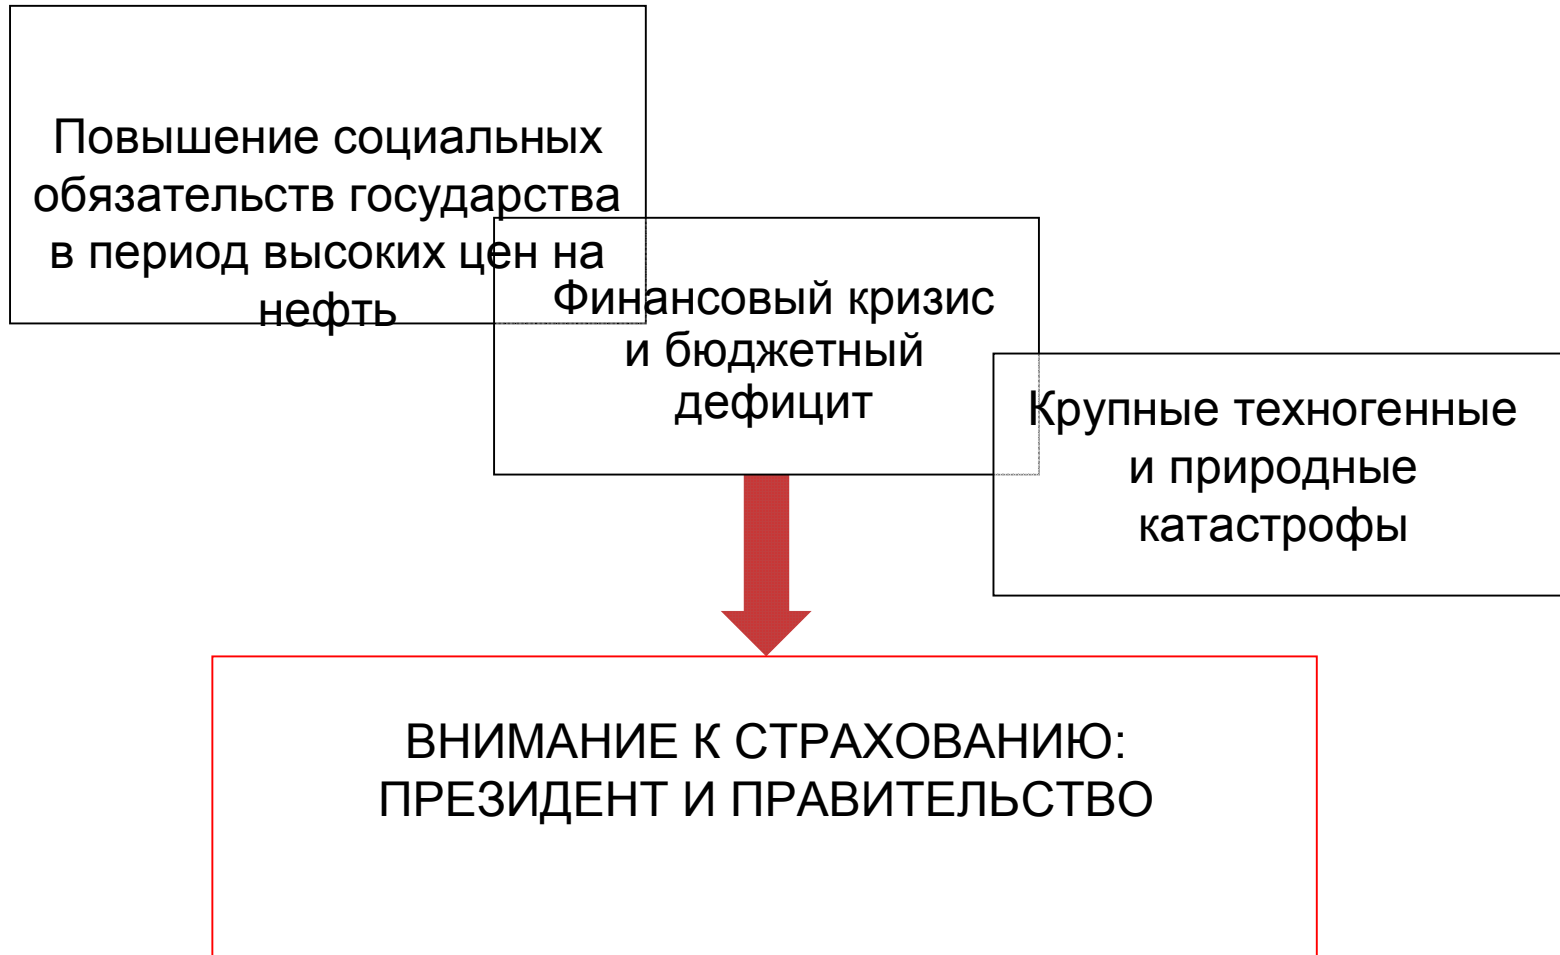 Повышение социальных
обязательств государства
в период высоких цен на
нефть
Финансовый кризис
и бюджетный
дефицит
Крупные техногенные
и природные
катастрофы
ВНИМАНИЕ К СТРАХОВАНИЮ:
ПРЕЗИДЕНТ И ПРАВИТЕЛЬСТВО